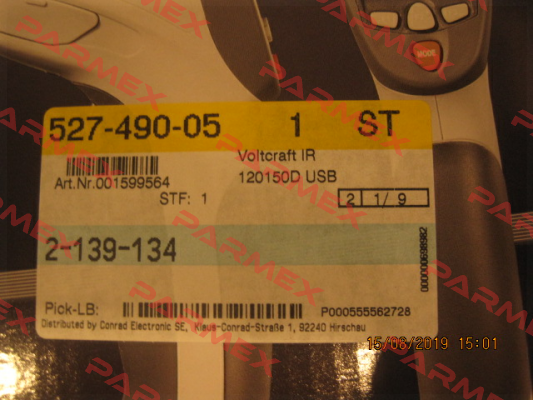 MODE
527-490-05 1 ST
Voltcraft IR
120150D USB
Art.Nr.001599564
STF: 1
2 1/ 9
2-139-134
0000000698982
Pick-LB:
P000555562728
Distributed by Conrad Electronic SE, Klaus-Conrad-Straße 1, 92240 Hirschau
15/08/2019 15:01
PARMEX